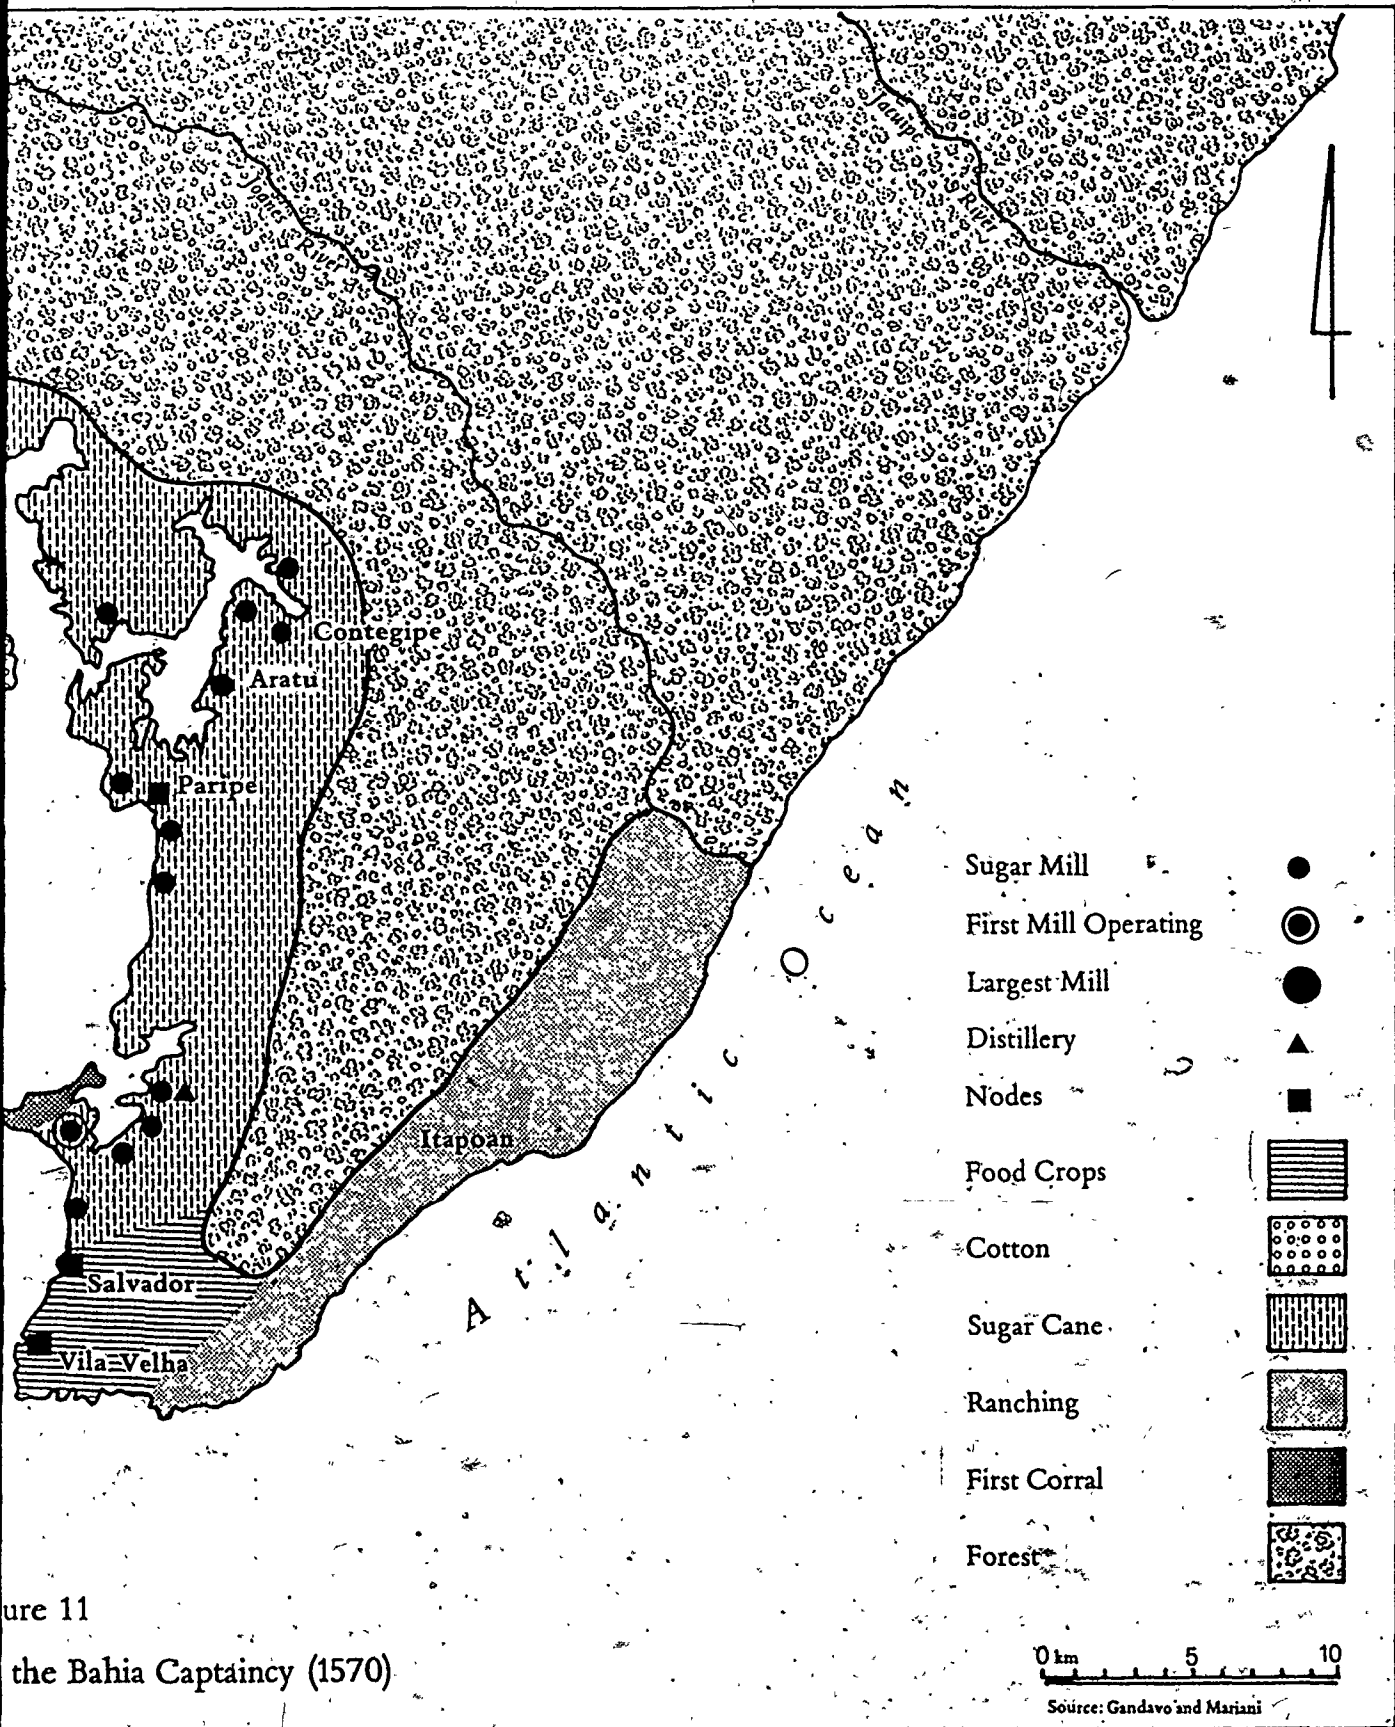 Jacuipe River
Joanes River
Contegipe
Aratu
Paripe
Itapoan
Salvador
Vila Velha
Atlantic Ocean
Sugar Mill
First Mill Operating
Largest Mill
Distillery
Nodes
Food Crops
Cotton
Sugar Cane
Ranching
First Corral
Forest
ure 11
the Bahia Captaincy (1570)
0 km 5 10
Source: Gandavo and Mariani